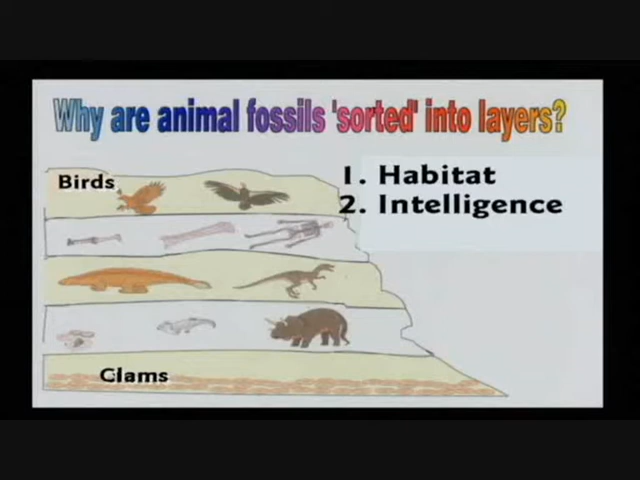 Why are animal fossils 'sorted' into layers?
Birds
1. Habitat
2. Intelligence
Clams